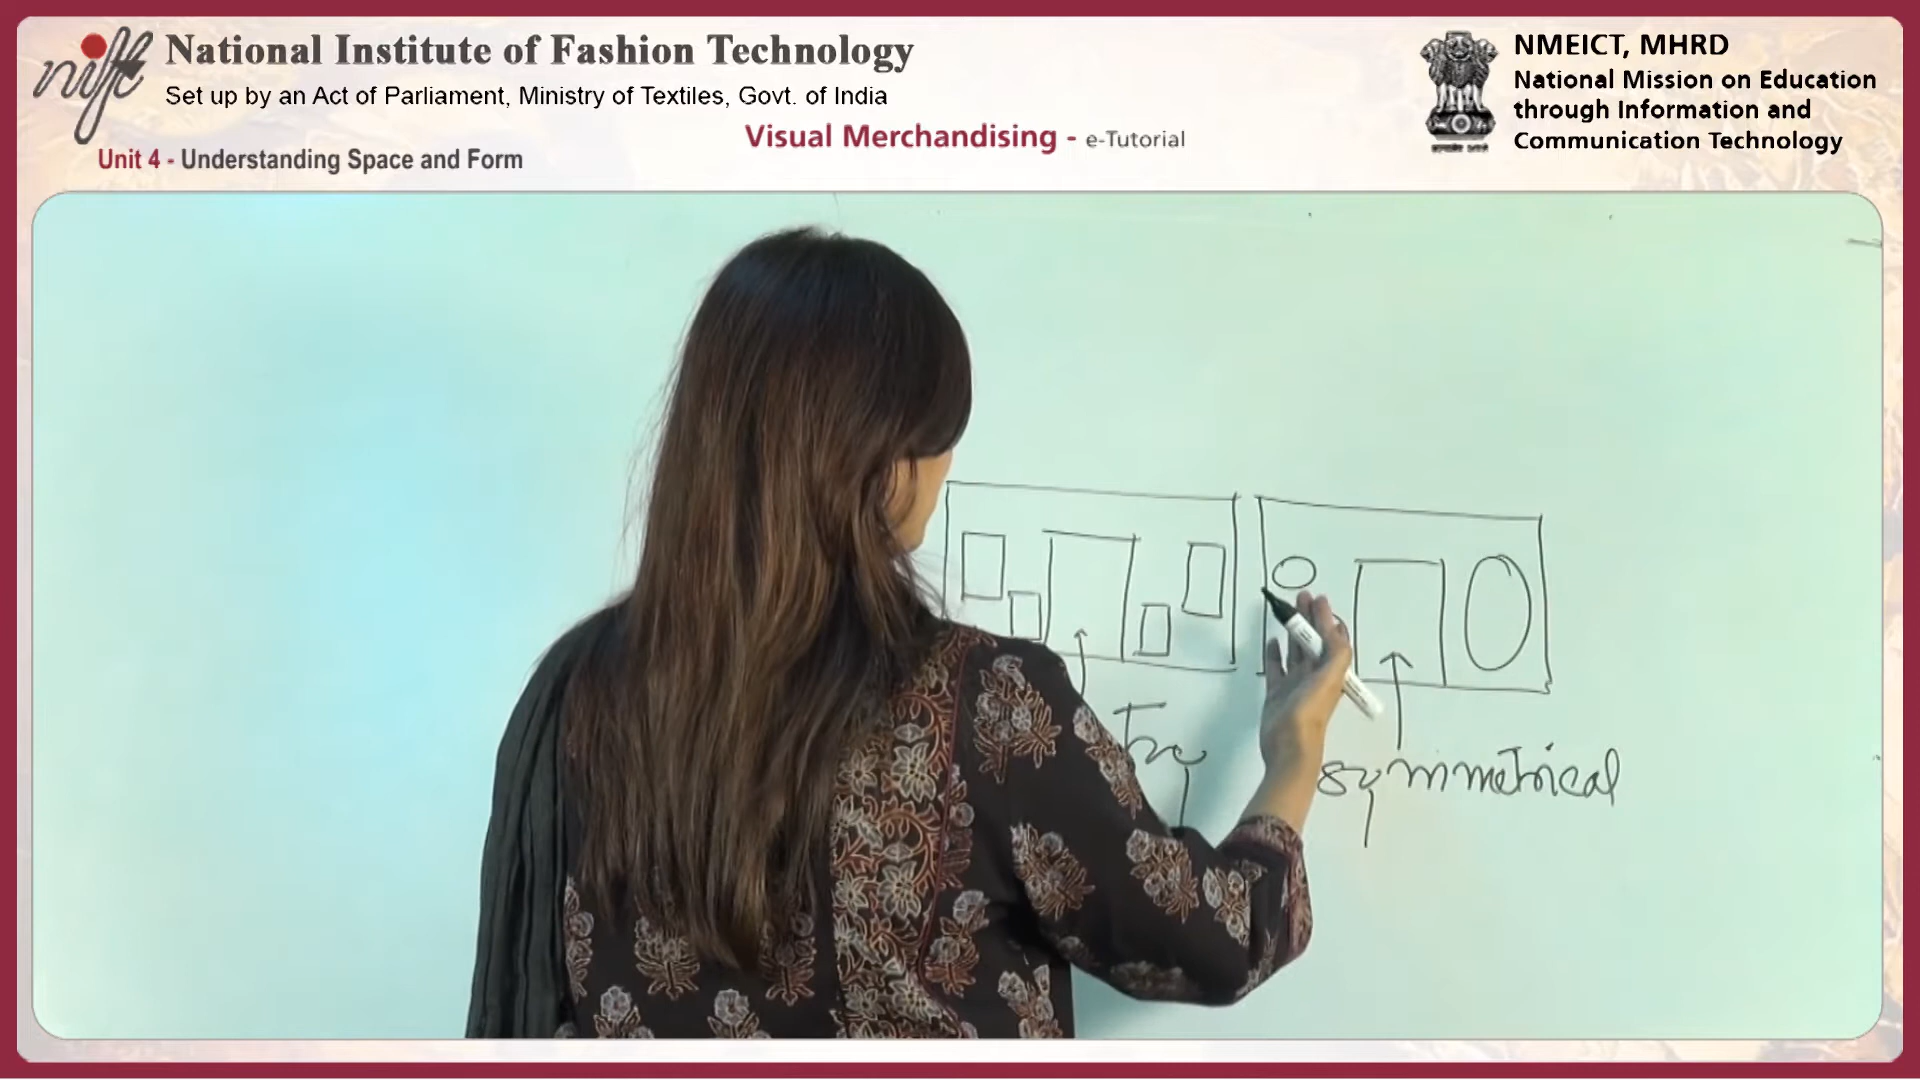 nift
National Institute of Fashion Technology
Set up by an Act of Parliament, Ministry of Textiles, Govt. of India
Visual Merchandising - e-Tutorial
Unit 4 - Understanding Space and Form
NMEICT, MHRD
National Mission on Education
through Information and
Communication Technology
try
symmetrical